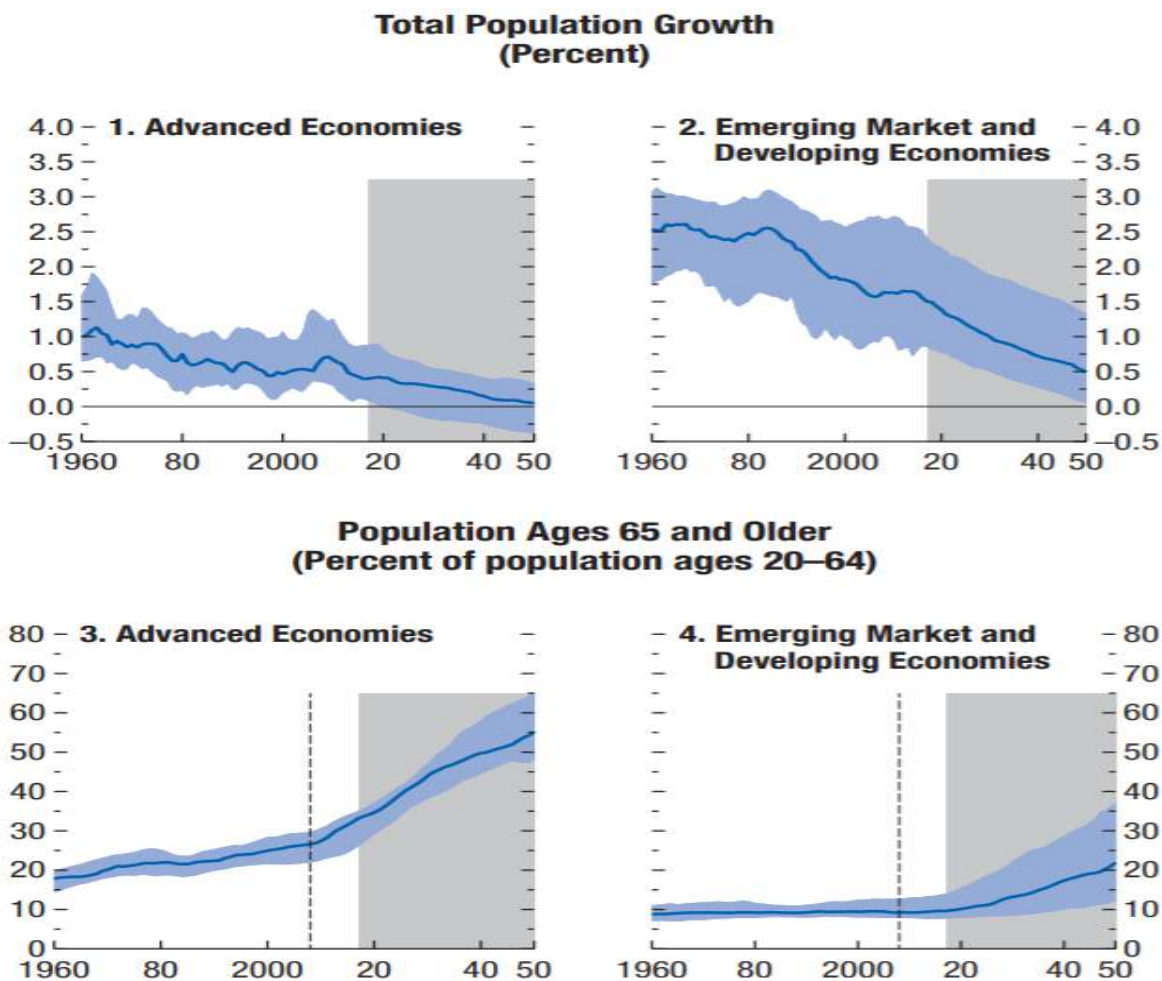 Total Population Growth
(Percent)
1. Advanced Economies
4.0
3.5
3.0
2.5
2.0
1.5
1.0
0.5
0.0
–0.5
1960 80 2000 20 40 50
2. Emerging Market and
Developing Economies
4.0
3.5
3.0
2.5
2.0
1.5
1.0
0.5
0.0
–0.5
1960 80 2000 20 40 50
Population Ages 65 and Older
(Percent of population ages 20–64)
3. Advanced Economies
80
70
60
50
40
30
20
10
0
1960 80 2000 20 40 50
4. Emerging Market and
Developing Economies
80
70
60
50
40
30
20
10
0
1960 80 2000 20 40 50